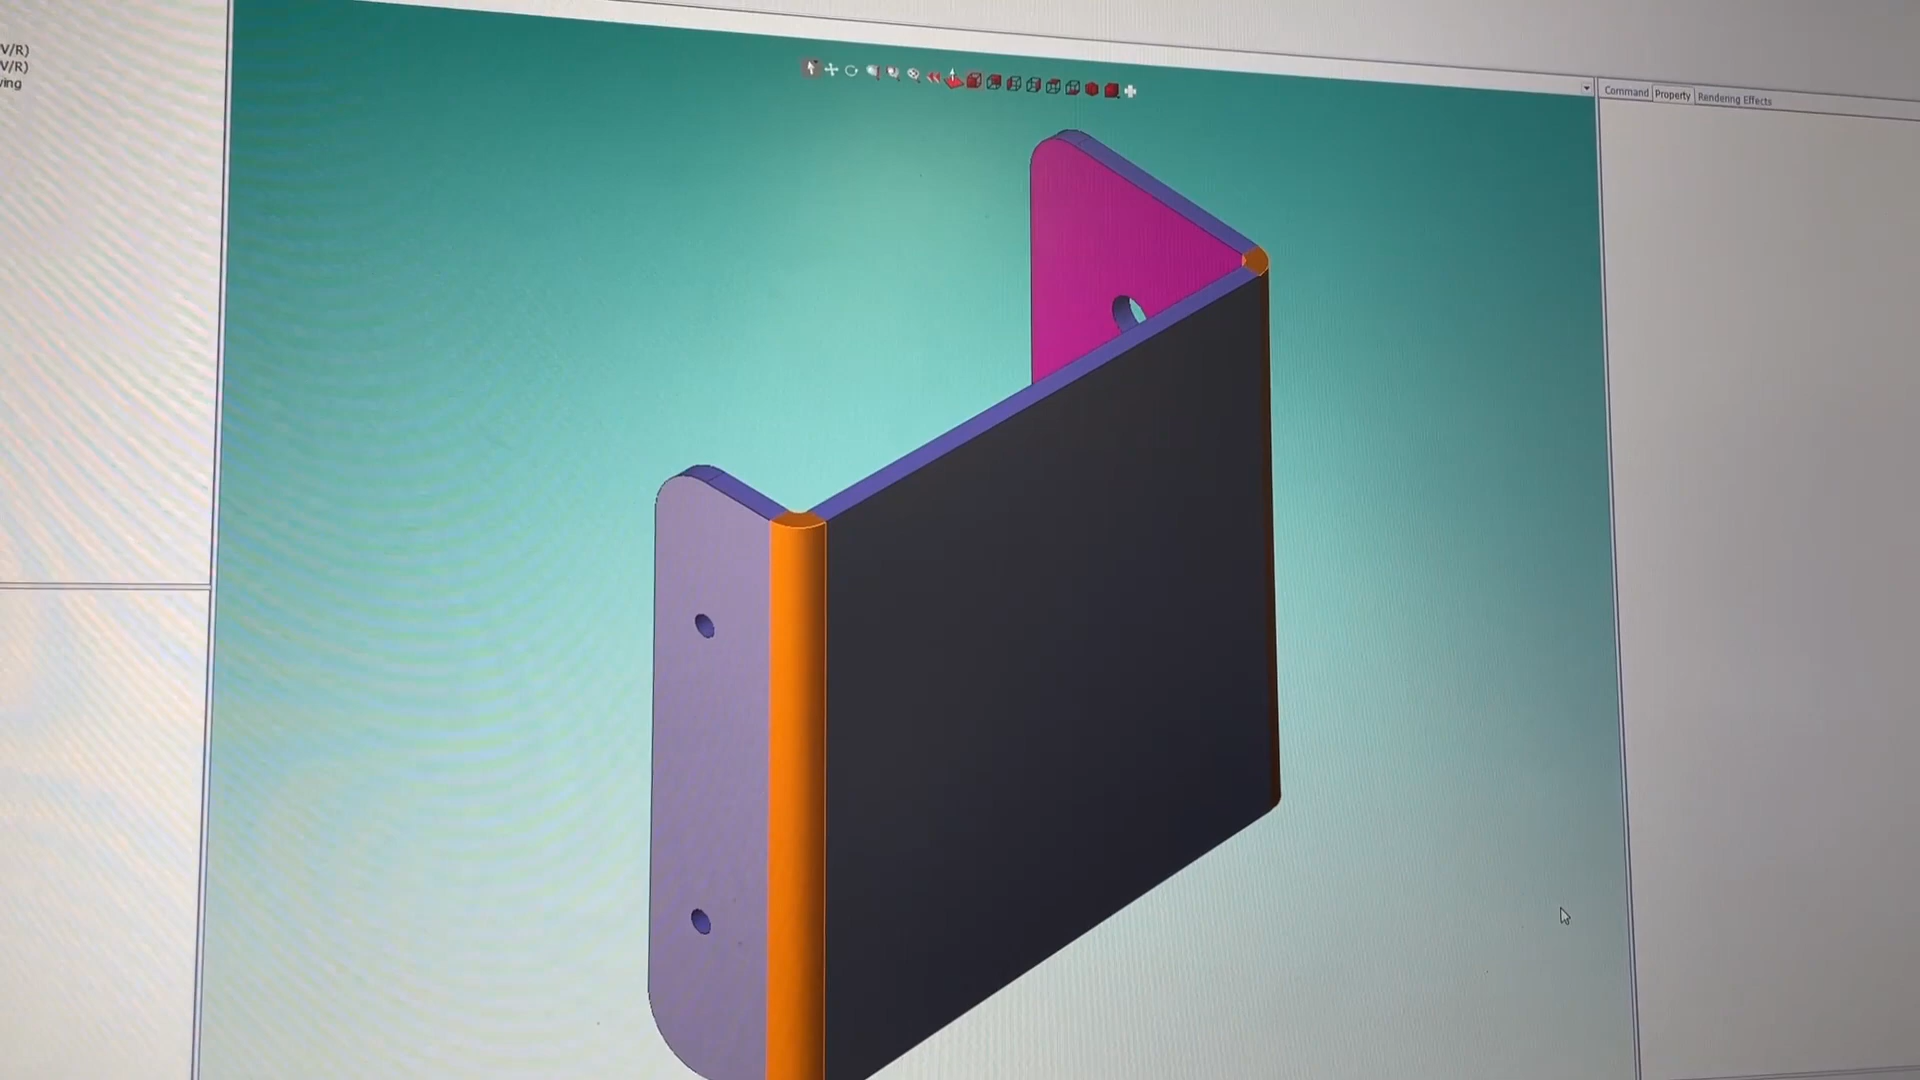 V/R)
V/R)
ving
Command Property Rendering Effects